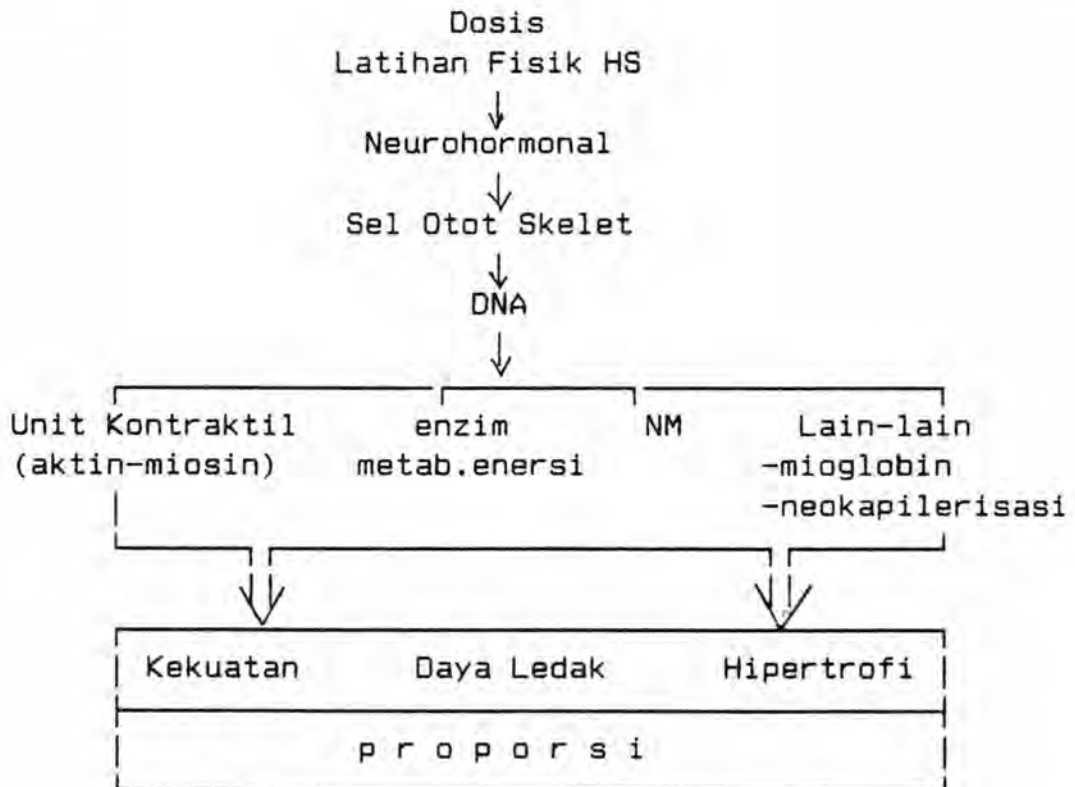 Dosis
Latihan Fisik HS
Neurohormonal
Sel Otot Skelet
DNA
Unit Kontraktil enzim NM Lain-lain
(aktin-miosin) metab.enersi -mioglobin
-neokapilerisasi
Kekuatan Daya Ledak Hipertrofi
p r o p o r s i